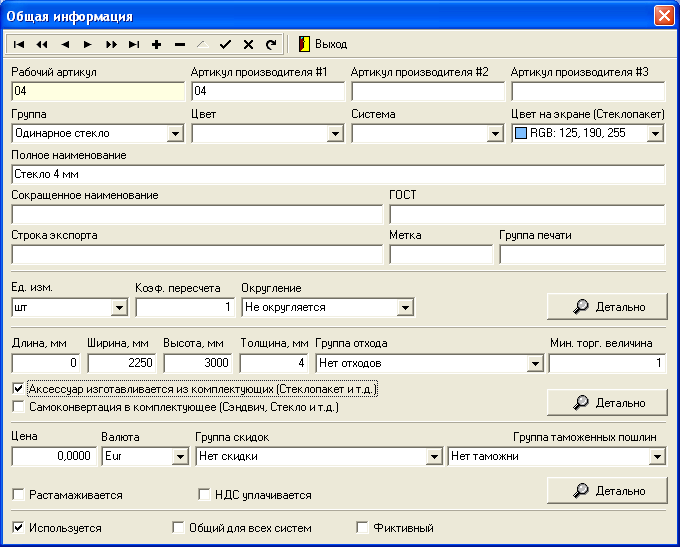 Общая информация
Выход
Рабочий артикул Артикул производителя #1 Артикул производителя #2 Артикул производителя #3
04 04
Группа Цвет Система Цвет на экране (Стеклопакет)
Одинарное стекло RGB: 125, 190, 255
Полное наименование
Стекло 4 мм
Сокращенное наименование ГОСТ
Строка экспорта Метка Группа печати
Ед. изм. Коэф. пересчета Округление
шт 1 Не округляется Детально
Длина, мм Ширина, мм Высота, мм Толщина, мм Группа отхода Мин. торг. величина
0 2250 3000 4 Нет отходов 1
Аксессуар изготавливается из комплектующих (Стеклопакет и т.д.)
Самоконвертация в комплектующее (Сэндвич, Стекло и т.д.) Детально
Цена Валюта Группа скидок Группа таможенных пошлин
0,0000 Eur Нет скидки Нет таможни
Растамаживается НДС уплачивается Детально
Используется Общий для всех систем Фиктивный